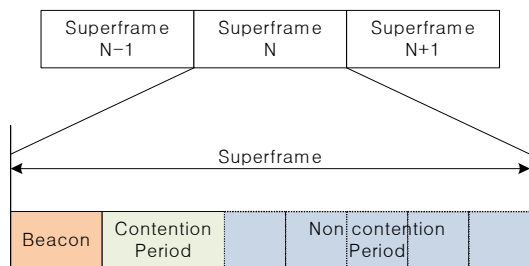 Superframe
N-1
Superframe
N
Superframe
N+1
Superframe
Beacon
Contention
Period
Non contention
Period